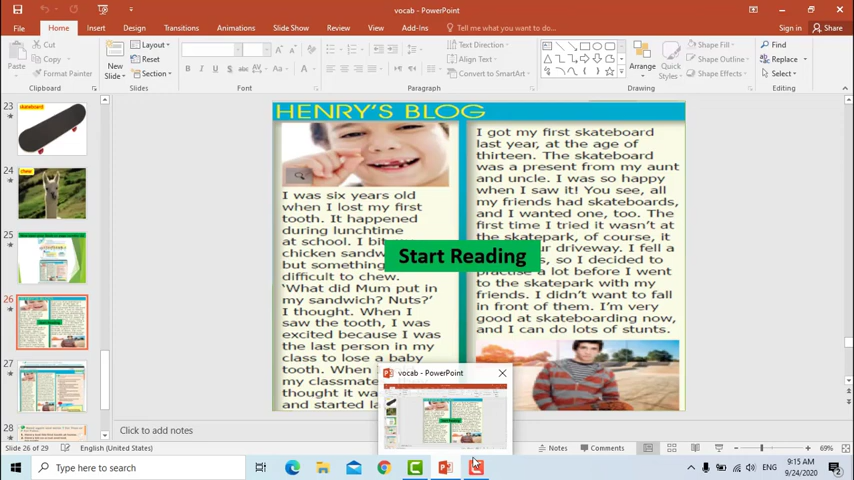 vocab - PowerPoint
Sign in
Share
File
Home
Insert
Design
Transitions
Animations
Slide Show
Review
View
Add-Ins
Tell me what you want to do...
Paste
Cut
Copy
Format Painter
Clipboard
New
Slide
Layout
Reset
Section
Slides
Font
Paragraph
Text Direction
Align Text
Convert to SmartArt
Arrange
Quick
Styles
Shape Fill
Shape Outline
Shape Effects
Drawing
Find
Replace
Select
Editing
23
skateboard
24
chew
25
26
27
28
HENRY'S BLOG
I was six years old
when I lost my first
tooth. It happened
during lunchtime
at school. I
chicken
but something
difficult to chew.
'What did Mum put in
my sandwich? Nuts?'
I thought. When I
saw the tooth, I was
excited because I was
the last person in my
class to lose a baby
tooth. When
my
thought it
and started
Start Reading
I got my first skateboard
last year, at the age of
thirteen. The skateboard
was a present from my aunt
and uncle. I was so happy
when I saw it! You see, all
my friends had skateboards,
and I wanted one, too. The
first time I tried it wasn't at
the skatepark, of course, it
driveway. I fell a
so I decided to
practise a lot before I went
to the skatepark with my
friends. I didn't want to fall
in front of them. I'm very
good at skateboarding now,
and I can do lots of stunts.
vocab - PowerPoint
Click to add notes
Slide 26 of 29
English (United States)
Notes
Comments
69%
Type here to search
ENG
9:15 AM
9/24/2020
2